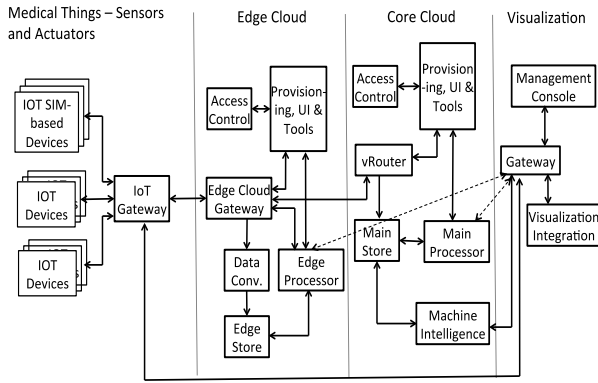 Medical Things – Sensors
and Actuators
Edge Cloud
Core Cloud
Visualization
IOT SIM-
based
Devices
IOT
Devices
IOT
Devices
IoT
Gateway
Access
Control
Provision-
ing, UI &
Tools
Edge Cloud
Gateway
Data
Conv.
Edge
Processor
Edge
Store
Access
Control
Provision
-ing, UI &
Tools
vRouter
Main
Store
Main
Processor
Machine
Intelligence
Management
Console
Gateway
Visualization
Integration